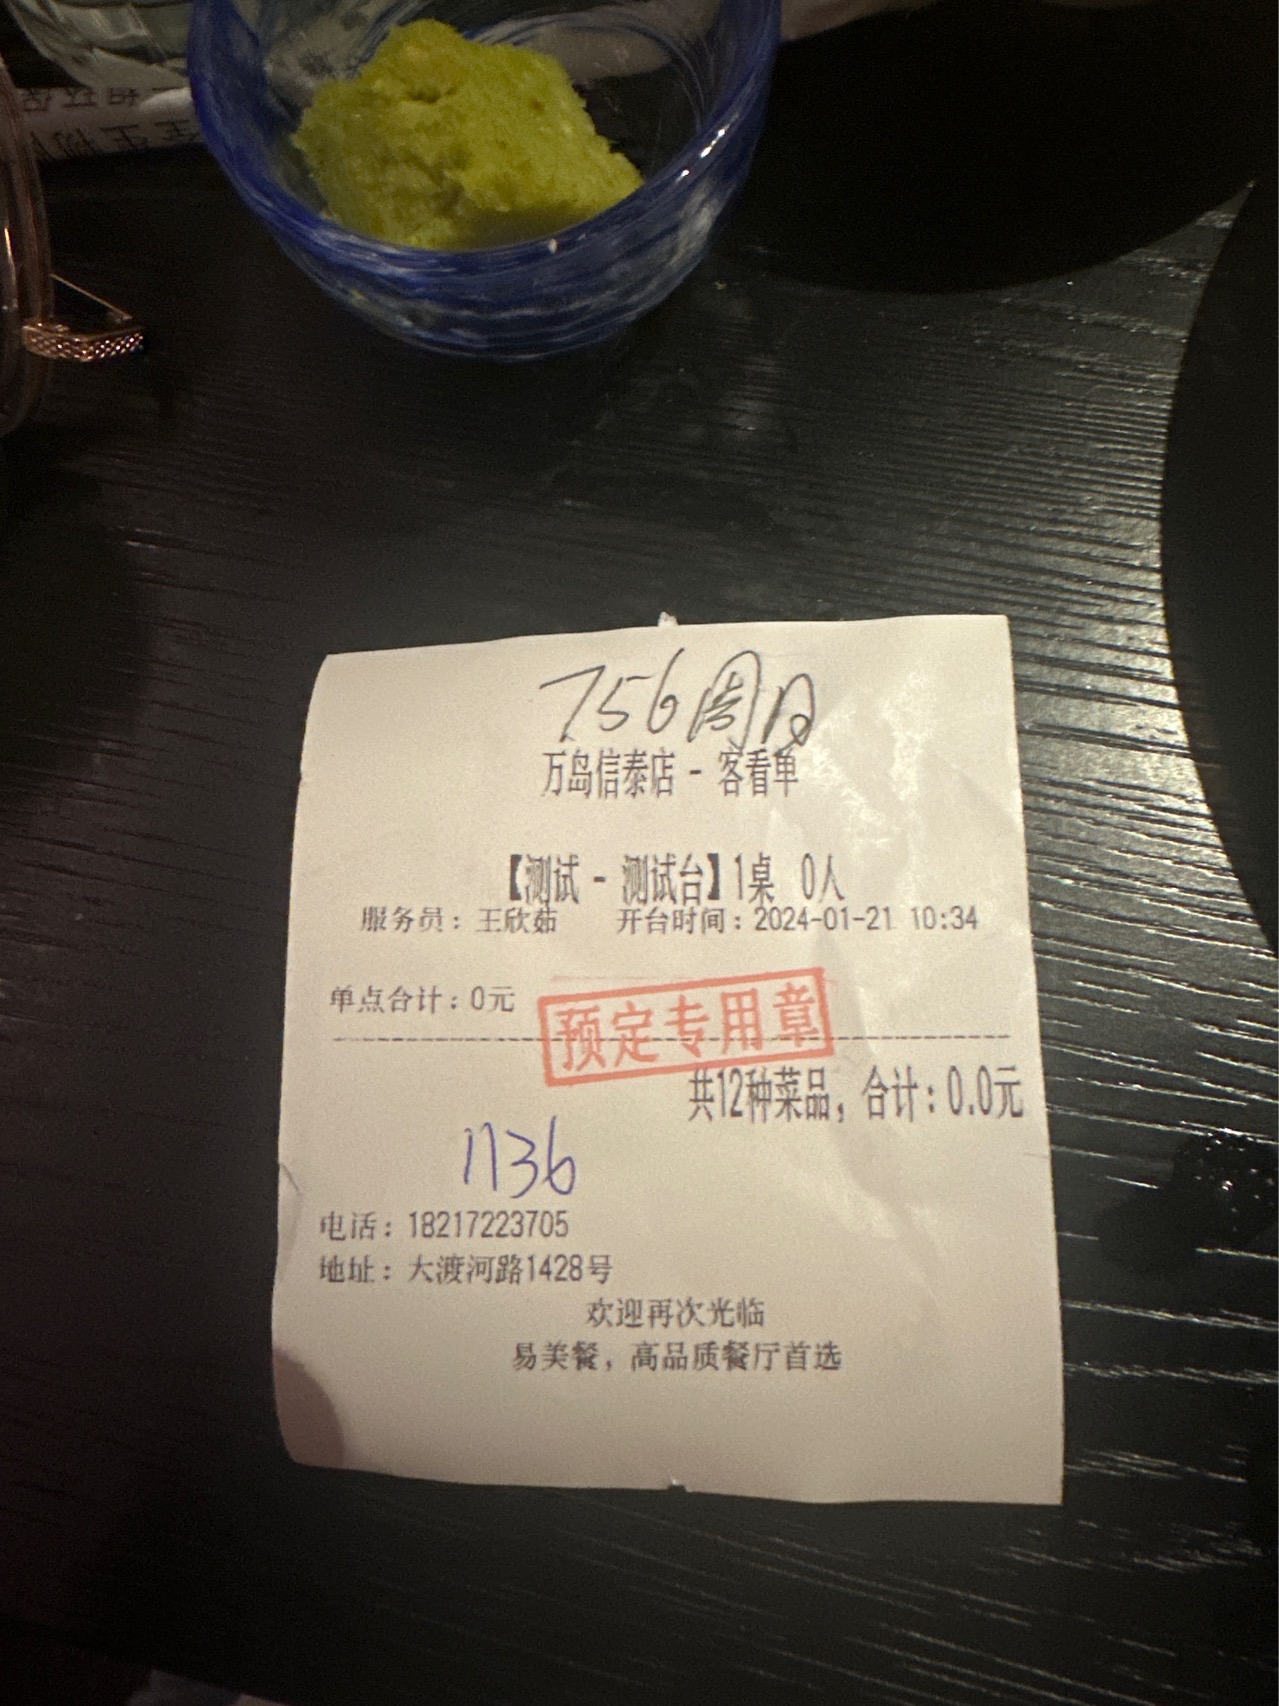 756周日
万岛信泰店 - 客看单
【测试 - 测试台】1桌 0人
服务员：王欣茹 开台时间：2024-01-21 10:34
单点合计：0元
预定专用章
共12种菜品，合计：0.0元
1136
电话：18217223705
地址：大渡河路1428号
欢迎再次光临
易美餐，高品质餐厅首选